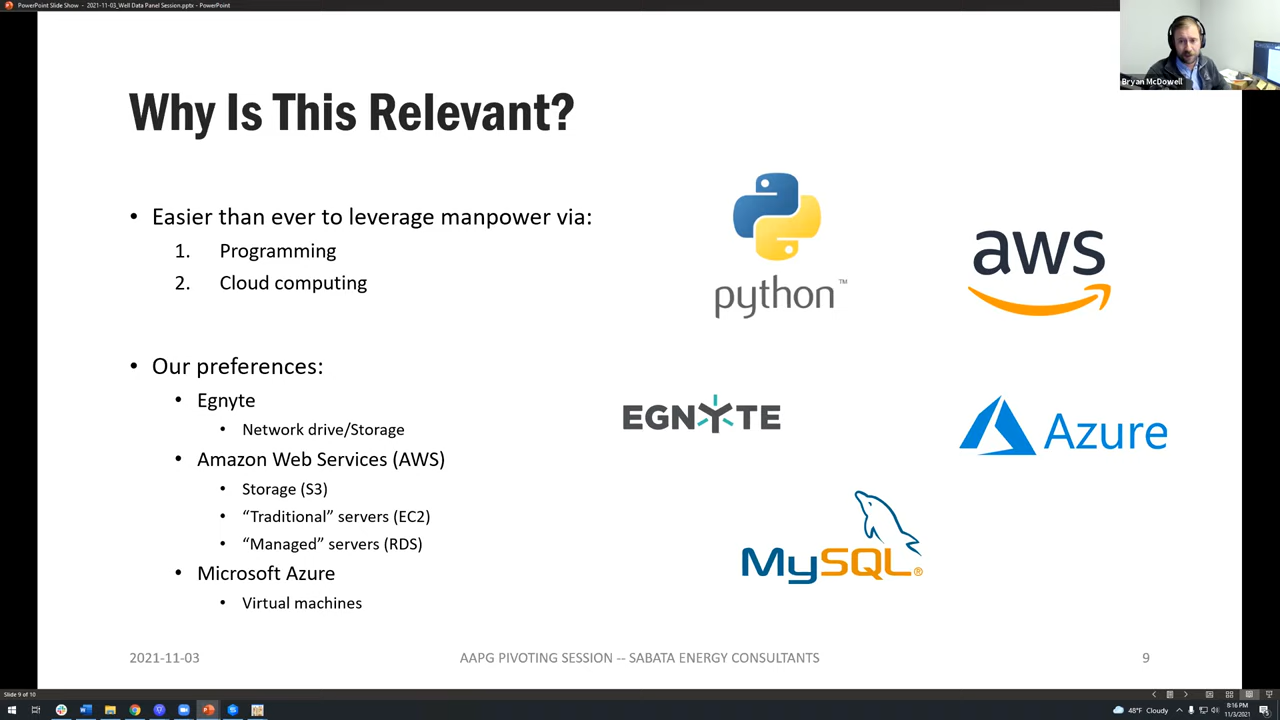 PowerPoint Slide Show - 2021-11-03_Well Data Panel Session.pptx - PowerPoint
Bryan McDowell
Why Is This Relevant?
• Easier than ever to leverage manpower via:
1. Programming
2. Cloud computing
• Our preferences:
• Egnyte
• Network drive/Storage
• Amazon Web Services (AWS)
• Storage (S3)
• “Traditional” servers (EC2)
• “Managed” servers (RDS)
• Microsoft Azure
• Virtual machines
python™
aws
EGNYTE
Azure
MySQL®
2021-11-03
AAPG PIVOTING SESSION -- SABATA ENERGY CONSULTANTS
9
Slide 9 of 10
48°F Cloudy
8:16 PM
11/3/2021